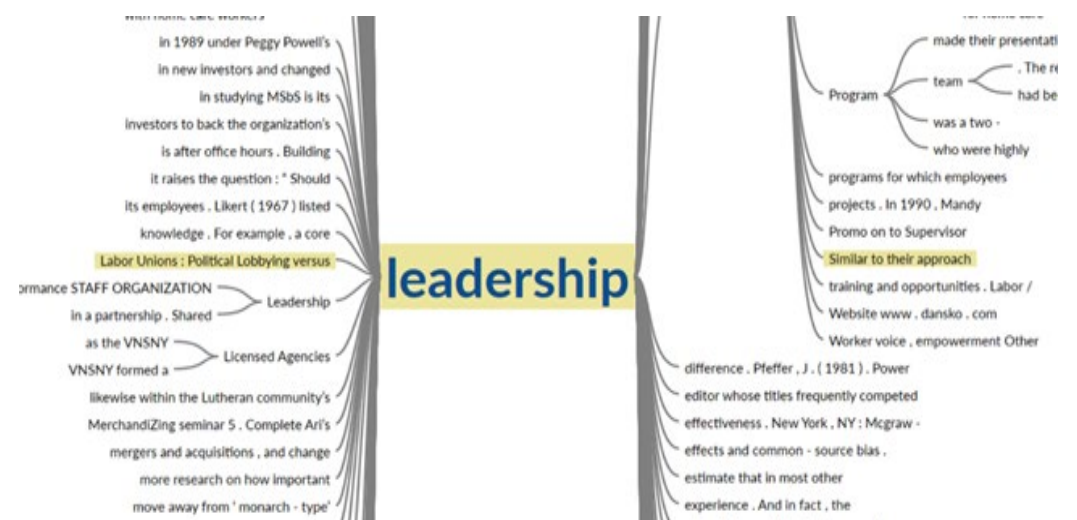 with home care workers
in 1989 under Peggy Powell's
in new investors and changed
in studying MSbS is its
investors to back the organization's
is after office hours . Building
it raises the question : " Should
its employees . Likert ( 1967 ) listed
knowledge . For example , a core
Labor Unions : Political Lobbying versus
ormance STAFF ORGANIZATION
in a partnership . Shared
Leadership
as the VNSNY
VNSNY formed a
Licensed Agencies
likewise within the Lutheran community's
MerchandiZing seminar 5 . Complete Ari's
mergers and acquisitions , and change
more research on how important
move away from ' monarch - type'
leadership
for home care
made their presentati
Program
team
. The re
had be
was a two -
who were highly
programs for which employees
projects . In 1990 , Mandy
Promo on to Supervisor
Similar to their approach
training and opportunities . Labor /
Website www . dansko . com
Worker voice , empowerment Other
difference . Pfeffer , J . ( 1981 ) . Power
editor whose titles frequently competed
effectiveness . New York , NY : Mcgraw -
effects and common - source bias .
estimate that in most other
experience . And in fact , the